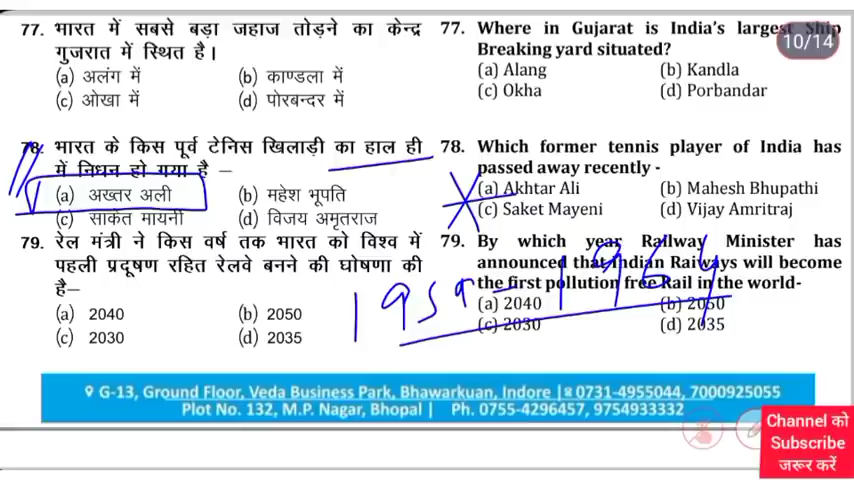 77. भारत में सबसे बड़ा जहाज तोड़ने का केन्द्र
गुजरात में स्थित है।
(a) अलंग में (b) काण्डला में
(c) ओखा में (d) पोरबन्दर में
78. भारत के किस पूर्व टेनिस खिलाड़ी का हाल ही
में निधन हो गया है –
(a) अख्तर अली (b) महेश भूपति
(c) साकेत मायनी (d) विजय अमृतराज
79. रेल मंत्री ने किस वर्ष तक भारत को विश्व में
पहली प्रदूषण रहित रेलवे बनने की घोषणा की
है–
(a) 2040 (b) 2050
(c) 2030 (d) 2035
77. Where in Gujarat is India's largest Ship
Breaking yard situated?
(a) Alang (b) Kandla
(c) Okha (d) Porbandar
78. Which former tennis player of India has
passed away recently -
(a) Akhtar Ali (b) Mahesh Bhupathi
(c) Saket Mayeni (d) Vijay Amritraj
79. By which year Railway Minister has
announced that Indian Raiways will become
the first pollution free Rail in the world-
(a) 2040 (b) 2050
(c) 2030 (d) 2035
1959 - 1964
10/14
G-13, Ground Floor, Veda Business Park, Bhawarkuan, Indore | 0731-4955044, 7000925055
Plot No. 132, M.P. Nagar, Bhopal | Ph. 0755-4296457, 9754933332
Channel को
Subscribe
जरूर करें